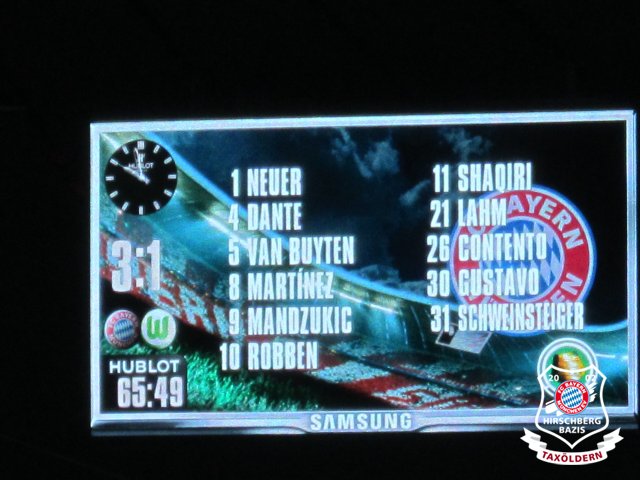 HUBLOT
3:1
HUBLOT
65:49
1 NEUER
4 DANTE
5 VAN BUYTEN
8 MARTÍNEZ
9 MANDZUKIC
10 ROBBEN
11 SHAQIRI
21 LAHM
26 CONTENTO
30 GUSTAVO
31 SCHWEINSTEIGER
BAYERN
SAMSUNG
HIRSCHBERG
BAZIS
TAXÖLDERN